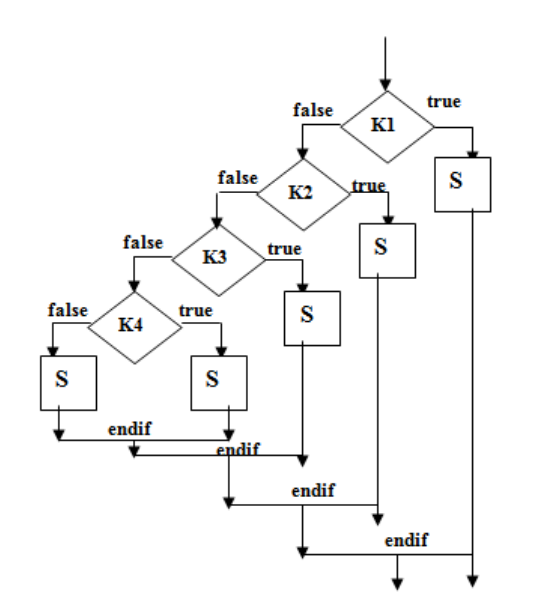 true
false
K1
S
false
K2
true
S
false
K3
true
S
false
K4
true
S
S
endif
endif
endif
endif